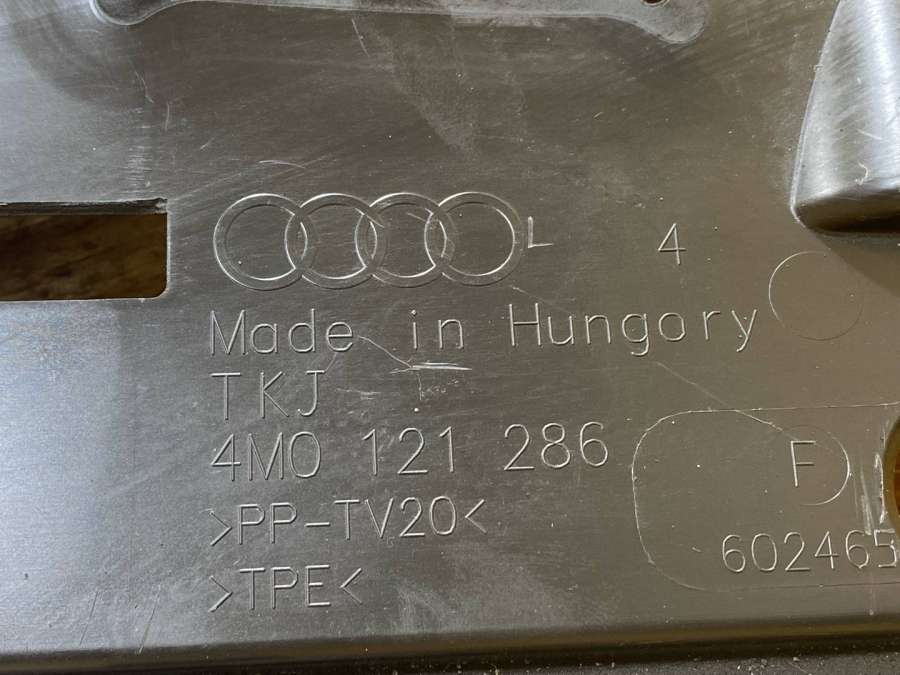 L 4
Made in Hungory
TKJ
4M0 121 286
>PP-TV20<
F
>TPE<
602465